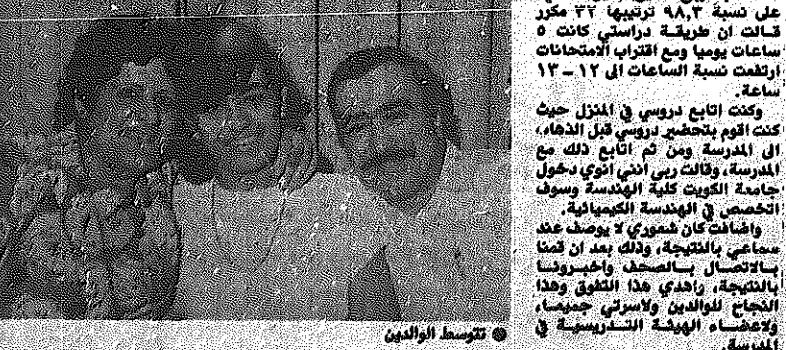 على نسبة ٩٨,٣ ترتيبها ٣٢ مكرر
قالت ان طريقة دراستي كانت ٥
ساعات يوميا ومع اقتراب الامتحانات
ارتفعت نسبة الساعات الى ١٢ - ١٣
ساعة.
وكنت اتابع دروسي في المنزل حيث
كنت اقوم بتحضير دروسي قبل الذهاب
الى المدرسة ومن ثم اتابع ذلك مع
المدرسة، وقالت ربى انني انوي دخول
جامعة الكويت كلية الهندسة وسوف
اتخصص في الهندسة الكيميائية.
واضافت كان شعوري لا يوصف عند
سماعي بالنتيجة، وذلك بعد ان قمنا
بالاتصال بالصحف واخبرونا
بالنتيجة، واهدي هذا التفوق وهذا
النجاح للوالدين ولاسرتي جميعا،
ولاعضاء الهيئة التدريسية في
المدرسة.
● تتوسط الوالدين